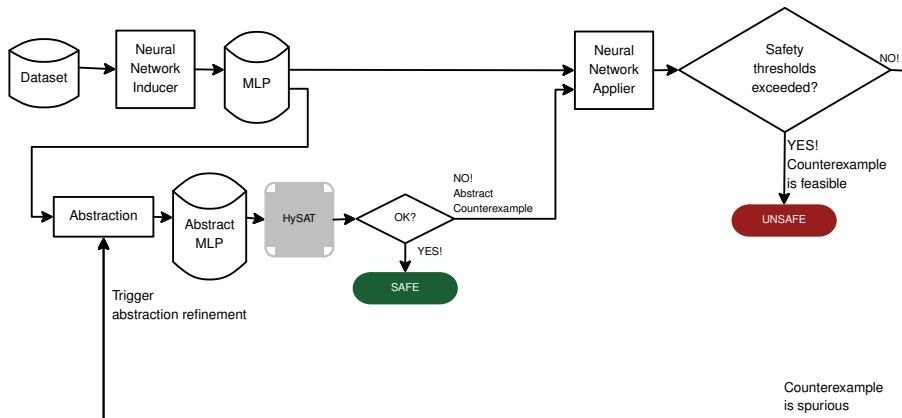 Dataset
Neural
Network
Inducer
MLP
Neural
Network
Applier
Safety
thresholds
exceeded?
NO!
YES!
Counterexample
is feasible
UNSAFE
Abstraction
Abstract
MLP
HySAT
OK?
NO!
Abstract
Counterexample
YES!
SAFE
Trigger
abstraction refinement
Counterexample
is spurious